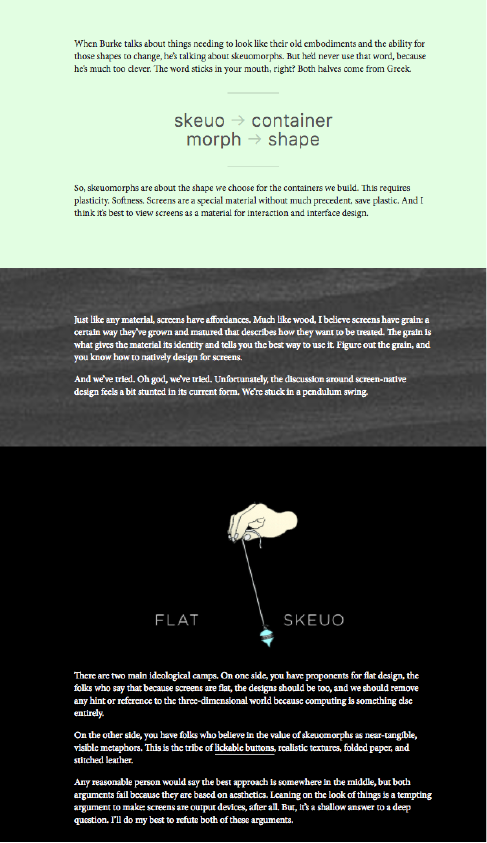 When Burke talks about things needing to look like their old embodiments and the ability for
those shapes to change, he's talking about skeuomorphs. But he'd never use that word, because
he's much too clever. The word sticks in your mouth, right? Both halves come from Greek.
skeuo → container
morph → shape
So, skeuomorphs are about the shape we choose for the containers we build. This requires
plasticity. Softness. Screens are a special material without much precedent, save plastic. And I
think it's best to view screens as a material for interaction and interface design.
Just like any material, screens have affordances. Much like wood, I believe screens have grain: a
certain way they've grown and matured that describes how they want to be treated. The grain is
what gives the material its identity and tells you the best way to use it. Figure out the grain, and
you know how to natively design for screens.
And we've tried. Oh god, we've tried. Unfortunately, the discussion around screen-native
design feels a bit stunted in its current form. We're stuck in a pendulum swing.
FLAT SKEUO
There are two main ideological camps. On one side, you have proponents for flat design, the
folks who say that because screens are flat, the designs should be too, and we should remove
any hint or reference to the three-dimensional world because computing is something else
entirely.
On the other side, you have folks who believe in the value of skeuomorphs as near-tangible,
visible metaphors. This is the tribe of lickable buttons, realistic textures, folded paper, and
stitched leather.
Any reasonable person would say the best approach is somewhere in the middle, but both
arguments fail because they are based on aesthetics. Leaning on the look of things is a tempting
argument to make: screens are output devices, after all. But, it's a shallow answer to a deep
question. I'll do my best to refute both of these arguments.